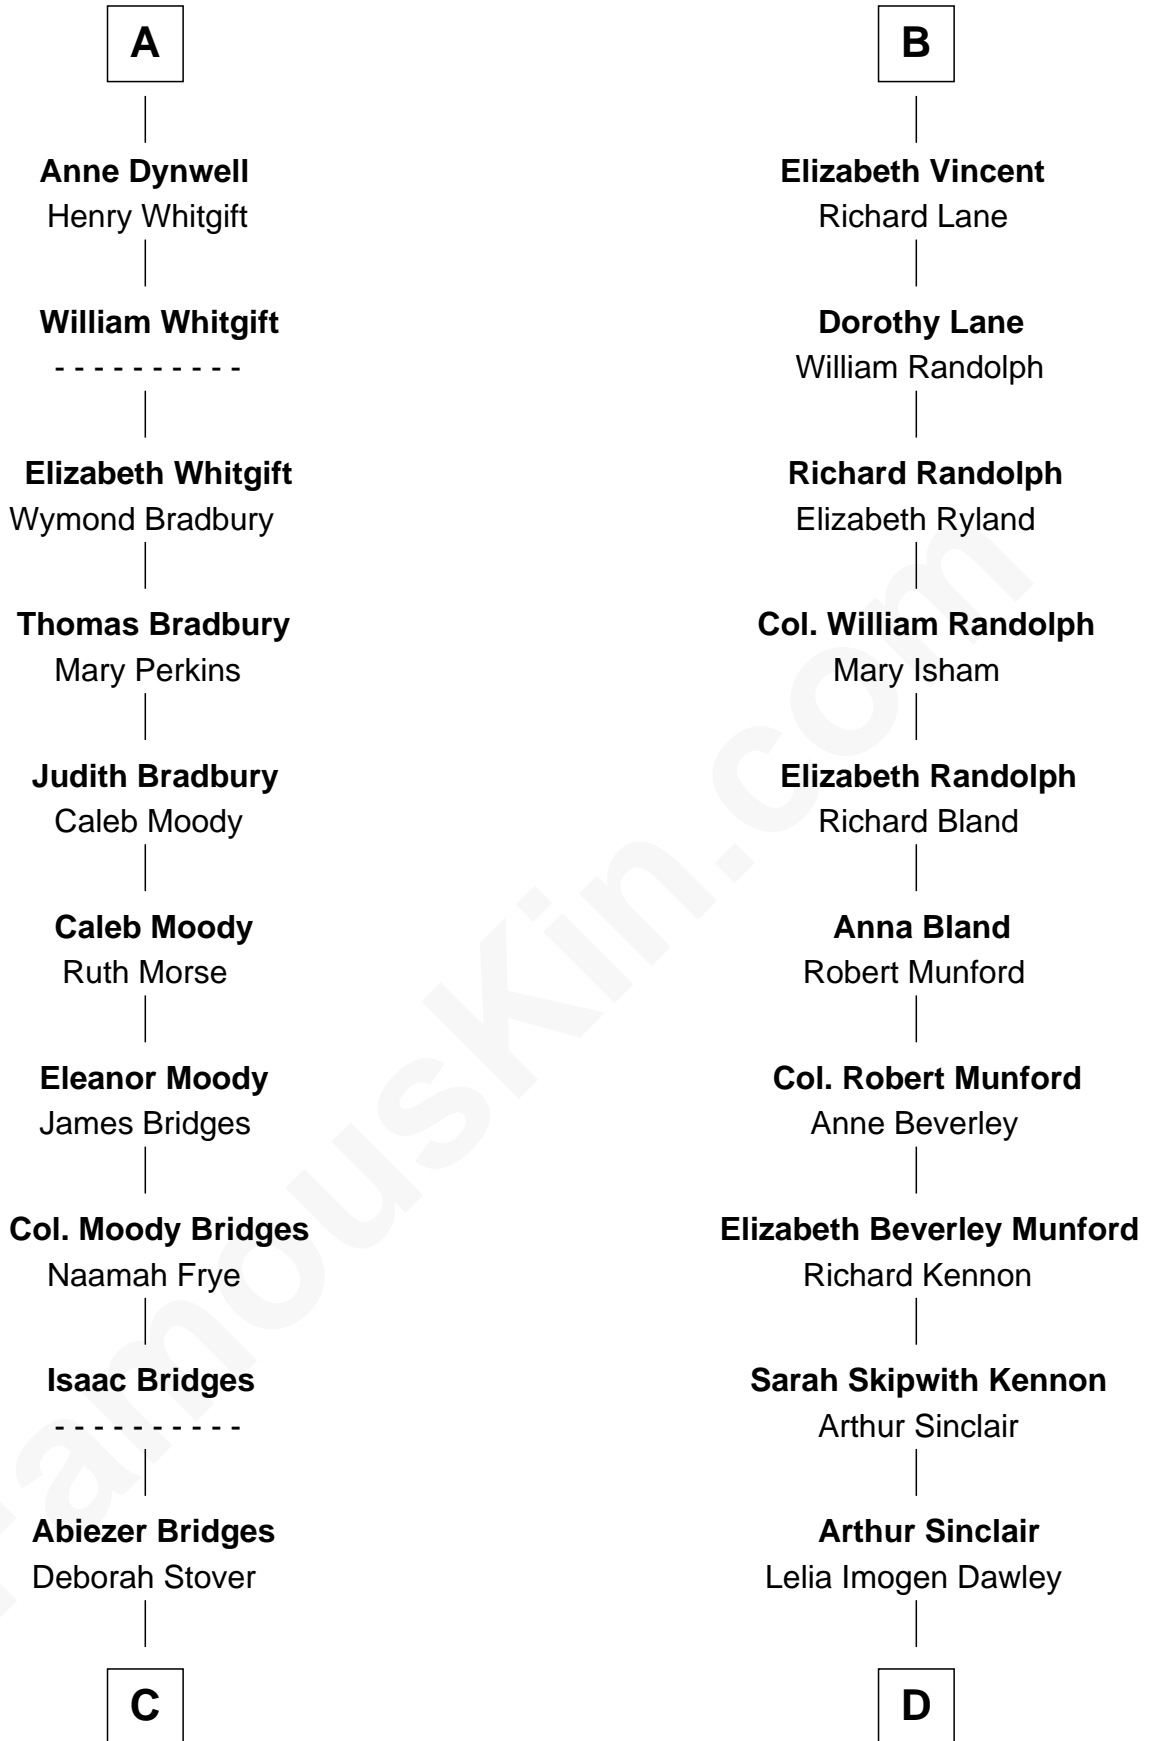 A
Anne Dynwell
Henry Whitgift
William Whitgift
- - - - - - - - - -
Elizabeth Whitgift
Wymond Bradbury
Thomas Bradbury
Mary Perkins
Judith Bradbury
Caleb Moody
Caleb Moody
Ruth Morse
Eleanor Moody
James Bridges
Col. Moody Bridges
Naamah Frye
Isaac Bridges
- - - - - - - - - -
Abiezer Bridges
Deborah Stover
C
B
Elizabeth Vincent
Richard Lane
Dorothy Lane
William Randolph
Richard Randolph
Elizabeth Ryland
Col. William Randolph
Mary Isham
Elizabeth Randolph
Richard Bland
Anna Bland
Robert Munford
Col. Robert Munford
Anne Beverley
Elizabeth Beverley Munford
Richard Kennon
Sarah Skipwith Kennon
Arthur Sinclair
Arthur Sinclair
Lelia Imogen Dawley
D
FamousKin.com